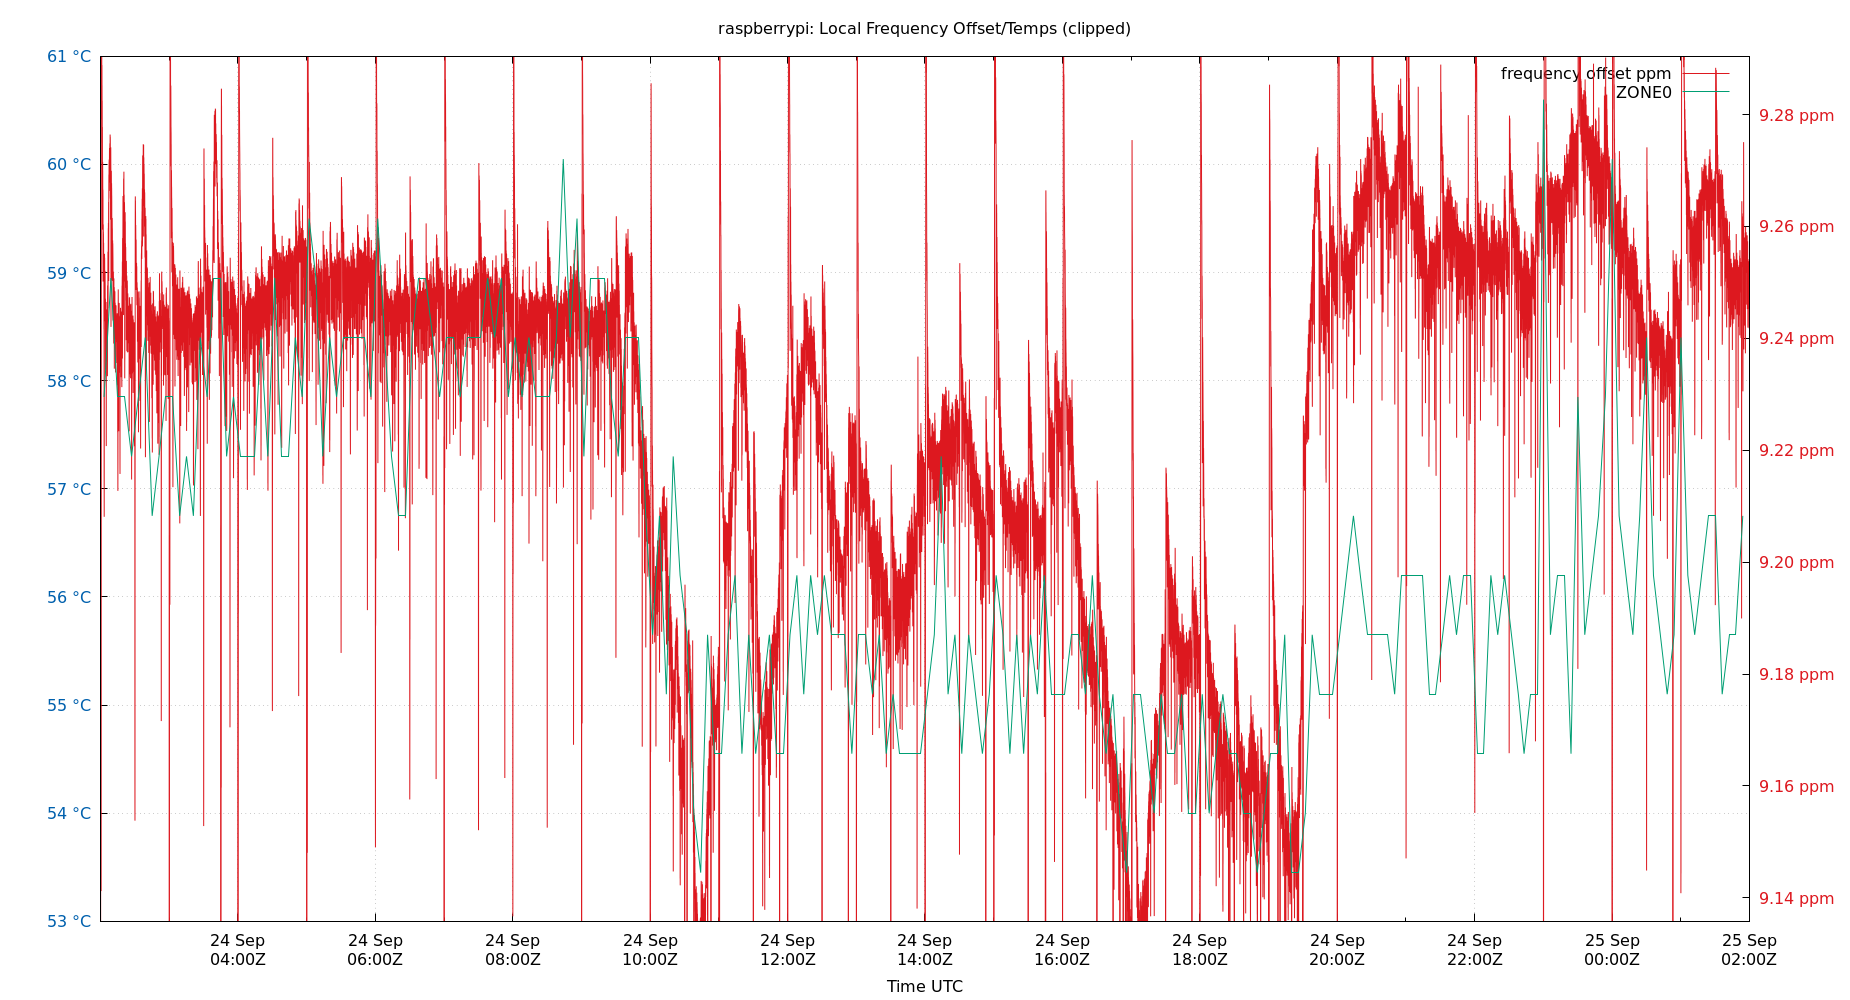 raspberrypi: Local Frequency Offset/Temps (clipped)
61 °C
60 °C
59 °C
58 °C
57 °C
56 °C
55 °C
54 °C
53 °C
frequency offset ppm
ZONE0
9.28 ppm
9.26 ppm
9.24 ppm
9.22 ppm
9.20 ppm
9.18 ppm
9.16 ppm
9.14 ppm
24 Sep
04:00Z
24 Sep
06:00Z
24 Sep
08:00Z
24 Sep
10:00Z
24 Sep
12:00Z
24 Sep
14:00Z
24 Sep
16:00Z
24 Sep
18:00Z
24 Sep
20:00Z
24 Sep
22:00Z
25 Sep
00:00Z
25 Sep
02:00Z
Time UTC